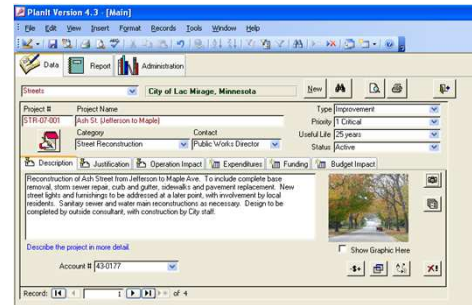 PlanIt Version 4.3 - [Main]
File Edit View Insert Format Records Tools Window Help
Data Report Administration
Streets City of Lac Mirage, Minnesota New
Project # Project Name Type Improvement
STR-07-001 Ash St. (Jefferson to Maple) Priority 1 Critical
Category Contact Useful Life 25 years
Street Reconstruction Public Works Director Status Active
Description Justification Operation Impact Expenditures Funding Budget Impact
Reconstruction of Ash Street from Jefferson to Maple Ave. To include complete base
removal, storm sewer repair, curb and gutter, sidewalks and pavement replacement. New
street lights and furnishings to be addressed at a later point, with involvement by local
residents. Sanitary sewer and water main reconstructions as necessary. Design to be
completed by outside consultant, with construction by City staff.
Describe the project in more detail.
Show Graphic Here
Account # 43-0177
Record: 1 of 4